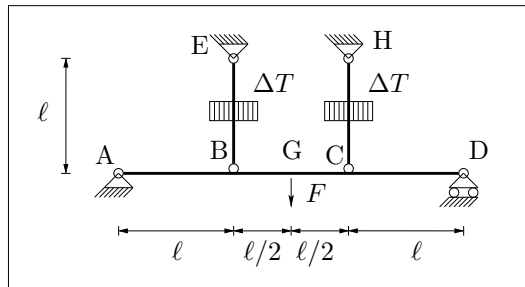 E H
ΔT ΔT
ℓ
A B G C D
F
ℓ ℓ/2 ℓ/2 ℓ